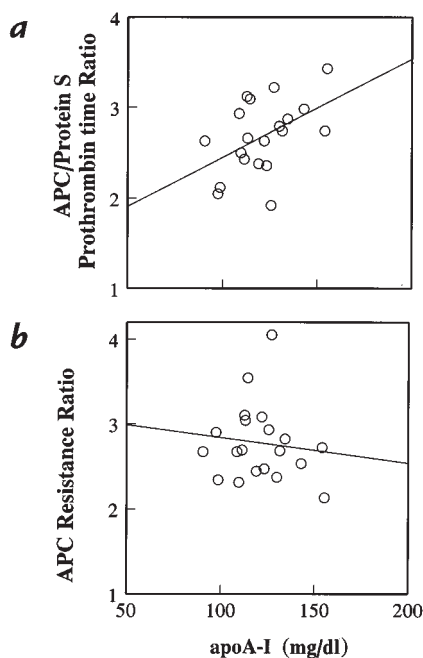 a
APC/Protein S
Prothrombin time Ratio
4
3
2
1
b
APC Resistance Ratio
4
3
2
1
50
100
150
200
apoA-I (mg/dl)